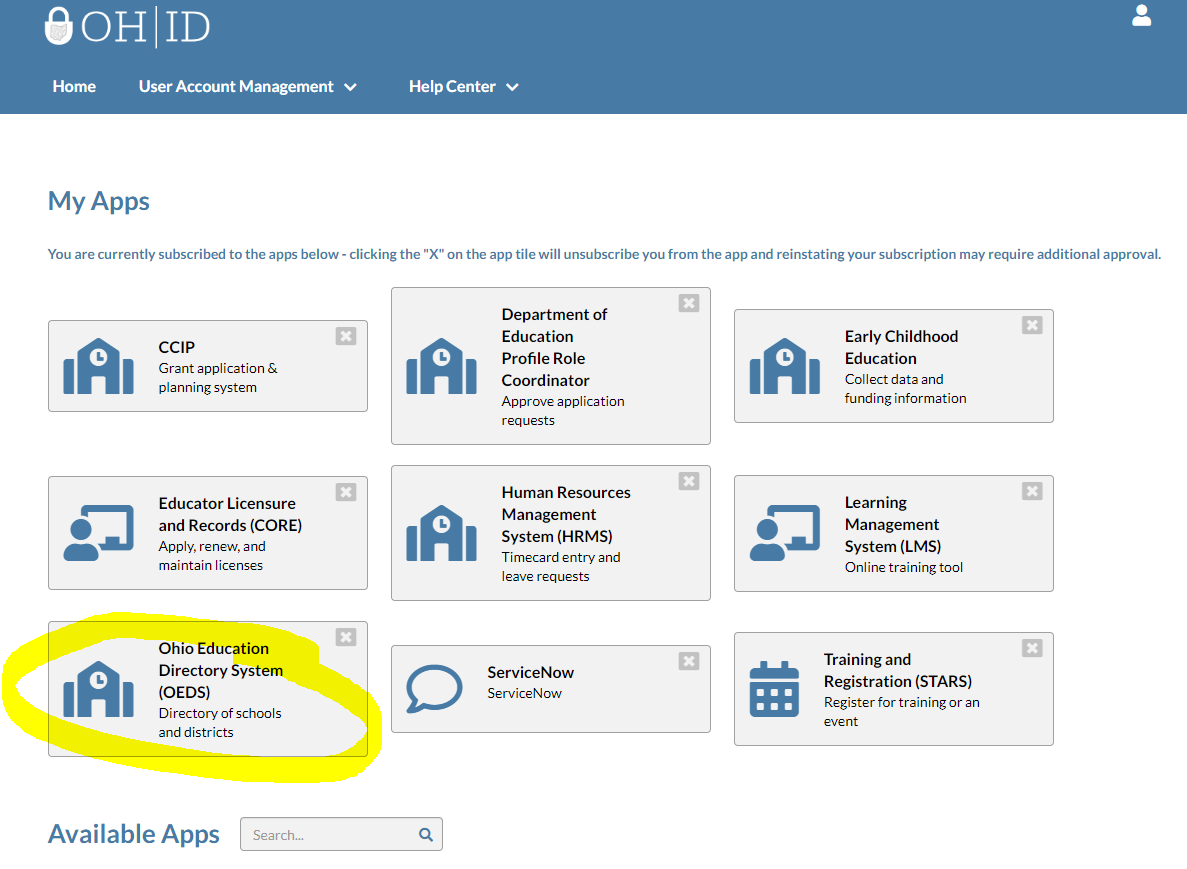 OH|ID
Home
User Account Management
Help Center
My Apps
You are currently subscribed to the apps below - clicking the "X" on the app tile will unsubscribe you from the app and reinstating your subscription may require additional approval.
CCIP
Grant application &
planning system
Department of
Education
Profile Role
Coordinator
Approve application
requests
Early Childhood
Education
Collect data and
funding information
Educator Licensure
and Records (CORE)
Apply, renew, and
maintain licenses
Human Resources
Management
System (HRMS)
Timecard entry and
leave requests
Learning
Management
System (LMS)
Online training tool
Ohio Education
Directory System
(OEDS)
Directory of schools
and districts
ServiceNow
ServiceNow
Training and
Registration (STARS)
Register for training or an
event
Available Apps
Search...